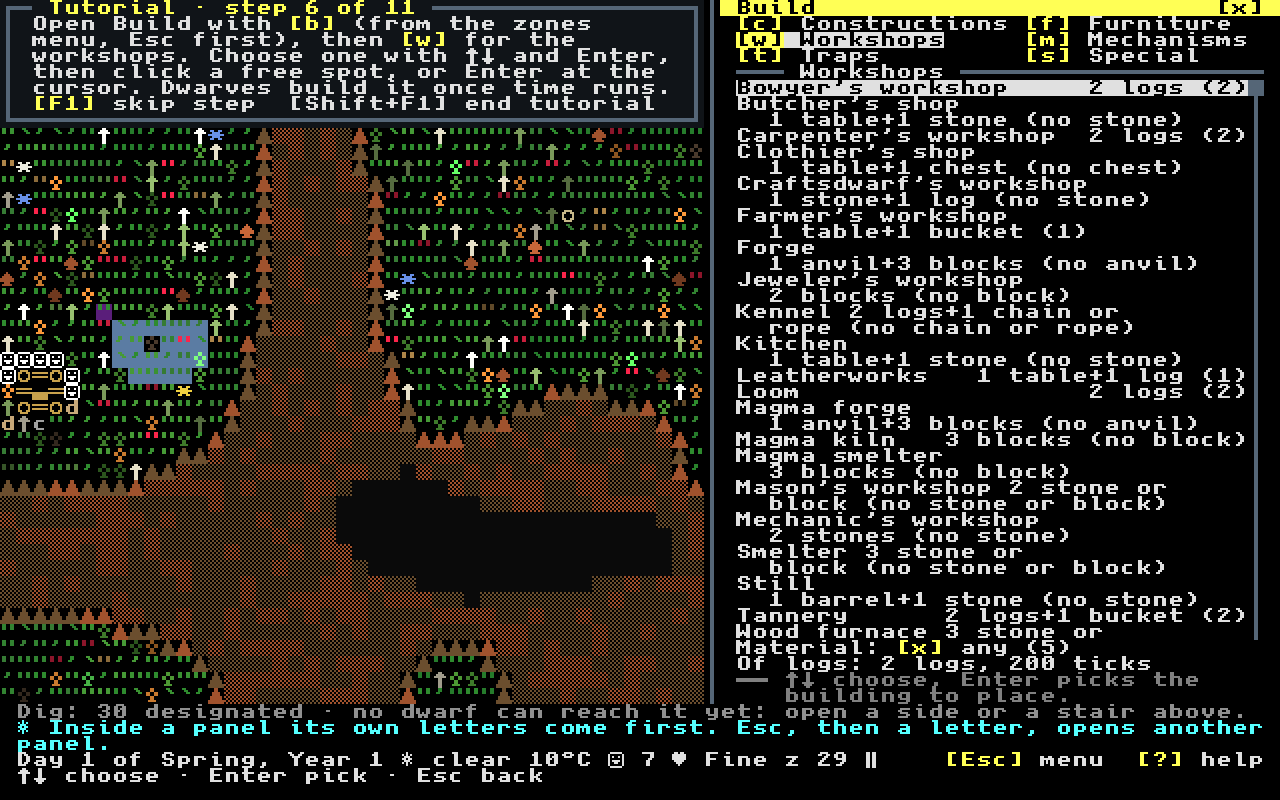 Tutorial · step 6 of 11
Open Build with [b] (from the zones
menu, Esc first), then [w] for the
workshops. Choose one with ↑↓ and Enter,
then click a free spot, or Enter at the
cursor. Dwarves build it once time runs.
[F1] skip step [Shift+F1] end tutorial
Build [x]
[c] Constructions [f] Furniture
[w] Workshops [m] Mechanisms
[t] Traps [s] Special
Workshops
Bowyer's workshop 2 logs (2)
Butcher's shop
1 table+1 stone (no stone)
Carpenter's workshop 2 logs (2)
Clothier's shop
1 table+1 chest (no chest)
Craftsdwarf's workshop
1 stone+1 log (no stone)
Farmer's workshop
1 table+1 bucket (1)
Forge
1 anvil+3 blocks (no anvil)
Jeweler's workshop
2 blocks (no block)
Kennel 2 logs+1 chain or
rope (no chain or rope)
Kitchen
1 table+1 stone (no stone)
Leatherworks 1 table+1 log (1)
Loom 2 logs (2)
Magma forge
1 anvil+3 blocks (no anvil)
Magma kiln 3 blocks (no block)
Magma smelter
3 blocks (no block)
Mason's workshop 2 stone or
block (no stone or block)
Mechanic's workshop
2 stones (no stone)
Smelter 3 stone or
block (no stone or block)
Still
1 barrel+1 stone (no stone)
Tannery 2 logs+1 bucket (2)
Wood furnace 3 stone or
Material: [x] any (5)
Of logs: 2 logs, 200 ticks
↑↓ choose, Enter picks the
building to place.
Dig: 30 designated · no dwarf can reach it yet: open a side or a stair above.
* Inside a panel its own letters come first. Esc, then a letter, opens another
panel.
Day 1 of Spring, Year 1 * clear 10°C ☺ 7 ♥ Fine z 29 ‖ [Esc] menu [?] help
↑↓ choose · Enter pick · Esc back